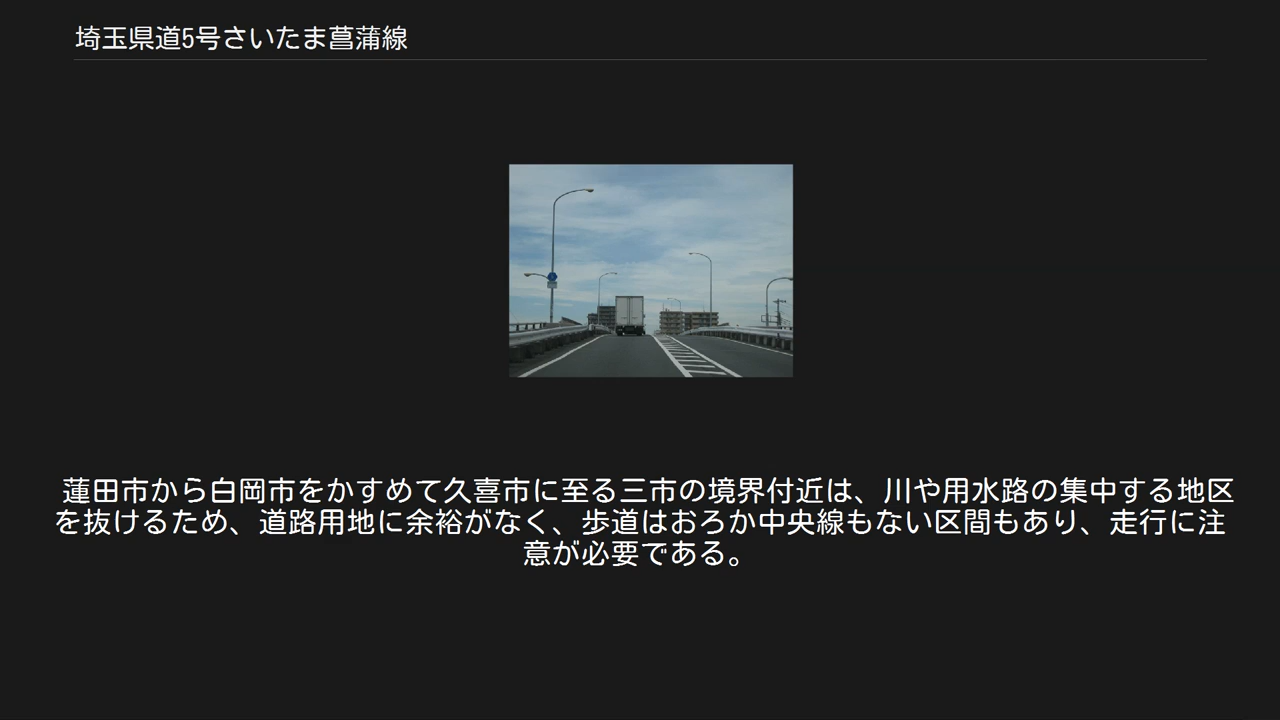 埼玉県道5号さいたま菖蒲線
蓮田市から白岡市をかすめて久喜市に至る三市の境界付近は、川や用水路の集中する地区
を抜けるため、道路用地に余裕がなく、歩道はおろか中央線もない区間もあり、走行に注
意が必要である。